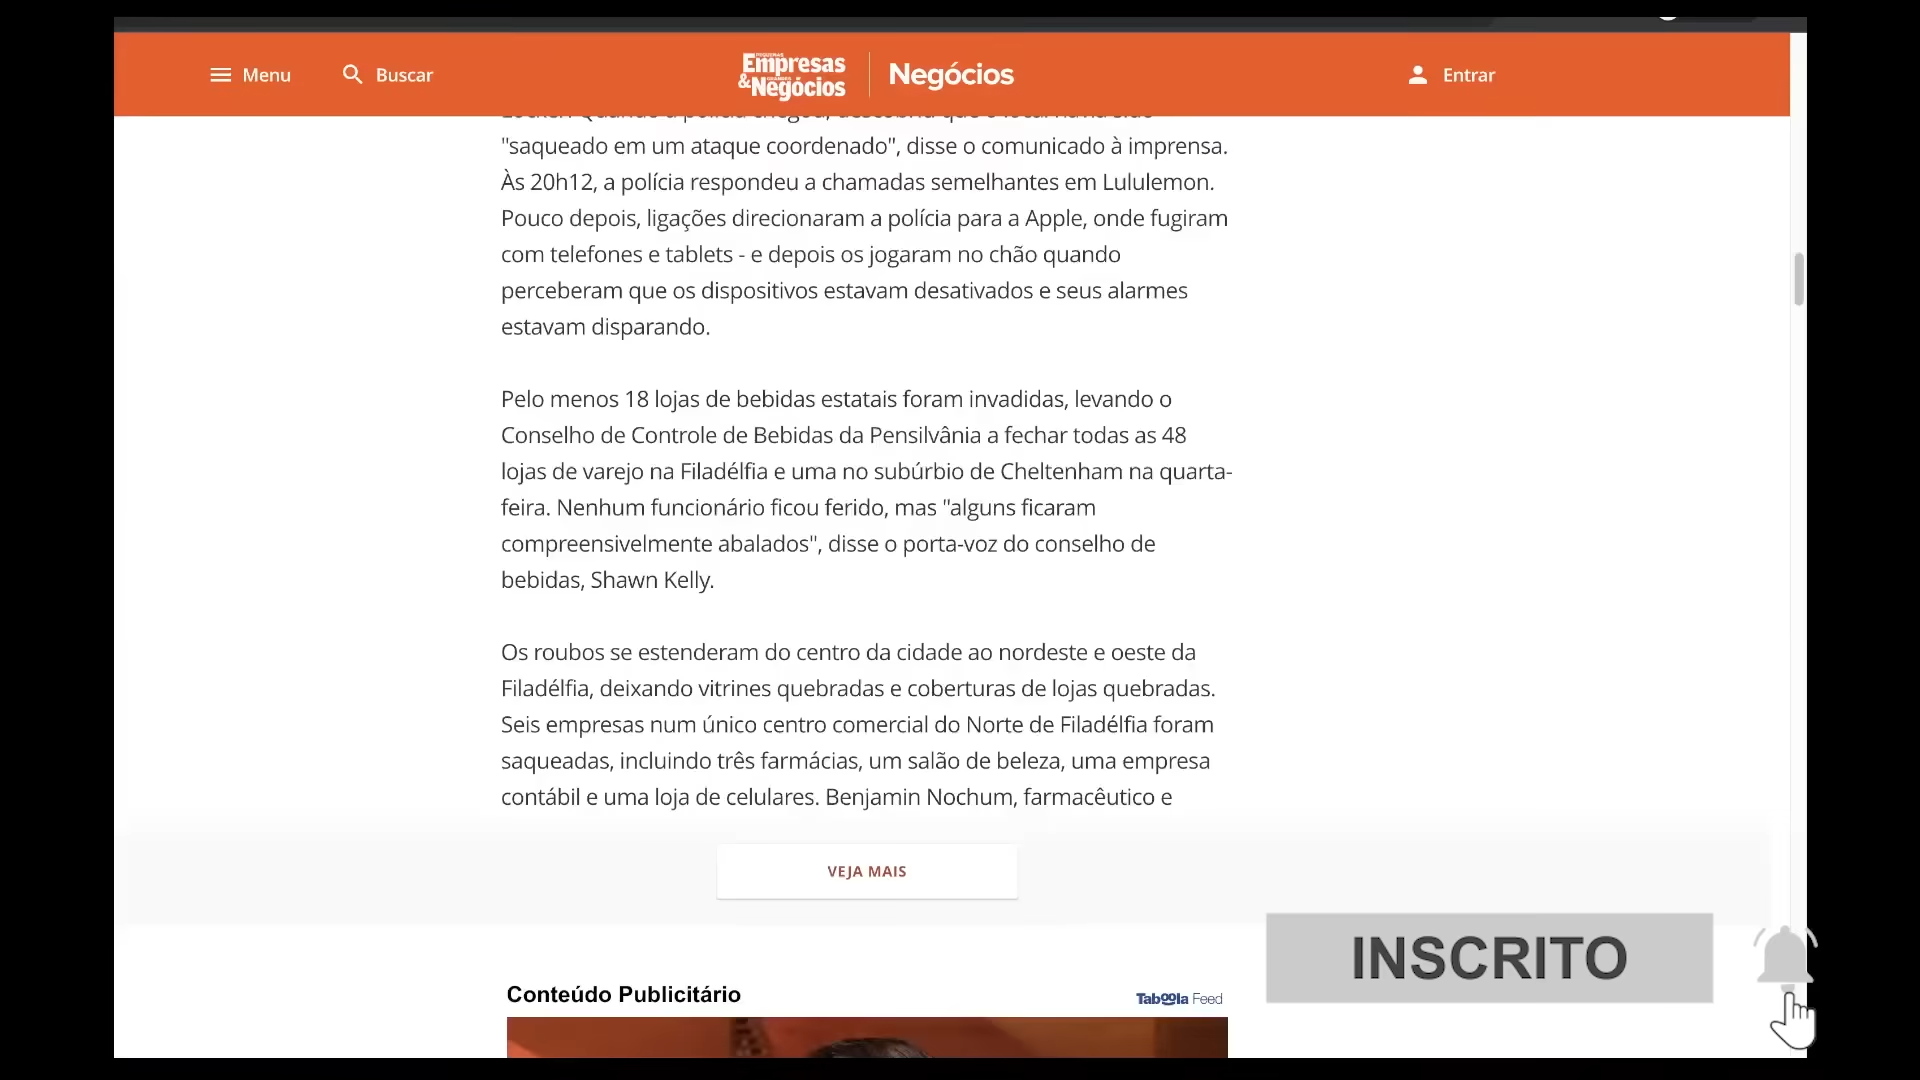 Menu
Buscar
PEQUENAS
Empresas
&Negócios
Negócios
Entrar
"saqueado em um ataque coordenado", disse o comunicado à imprensa.
Às 20h12, a polícia respondeu a chamadas semelhantes em Lululemon.
Pouco depois, ligações direcionaram a polícia para a Apple, onde fugiram
com telefones e tablets - e depois os jogaram no chão quando
perceberam que os dispositivos estavam desativados e seus alarmes
estavam disparando.
Pelo menos 18 lojas de bebidas estatais foram invadidas, levando o
Conselho de Controle de Bebidas da Pensilvânia a fechar todas as 48
lojas de varejo na Filadélfia e uma no subúrbio de Cheltenham na quarta-
feira. Nenhum funcionário ficou ferido, mas "alguns ficaram
compreensivelmente abalados", disse o porta-voz do conselho de
bebidas, Shawn Kelly.
Os roubos se estenderam do centro da cidade ao nordeste e oeste da
Filadélfia, deixando vitrines quebradas e coberturas de lojas quebradas.
Seis empresas num único centro comercial do Norte de Filadélfia foram
saqueadas, incluindo três farmácias, um salão de beleza, uma empresa
contábil e uma loja de celulares. Benjamin Nochum, farmacêutico e
VEJA MAIS
INSCRITO
Conteúdo Publicitário
Taboola Feed